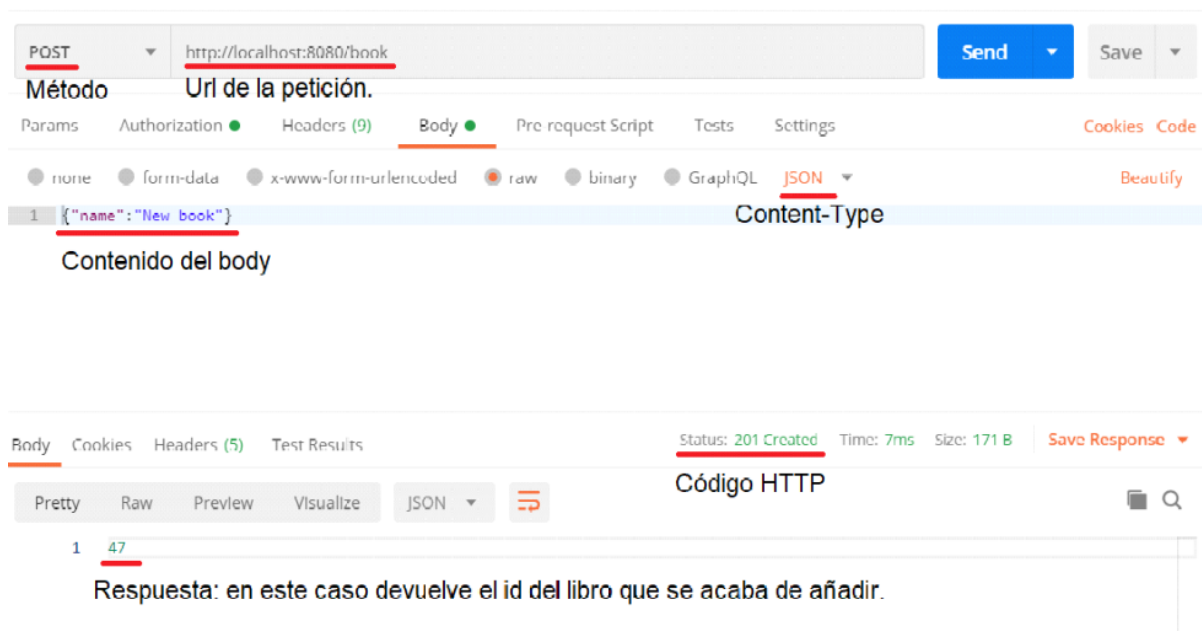 POST http://localhost:8080/book Send Save
Método Url de la petición.
Params Authorization Headers (9) Body Pre-request Script Tests Settings Cookies Code
none form-data x-www-form-urlencoded raw binary GraphQL JSON Beautify
1 {"name":"New book"} Content-Type
Contenido del body
Body Cookies Headers (5) Test Results Status: 201 Created Time: 7ms Size: 171 B Save Response
Código HTTP
Pretty Raw Preview Visualize JSON
1 47
Respuesta: en este caso devuelve el id del libro que se acaba de añadir.